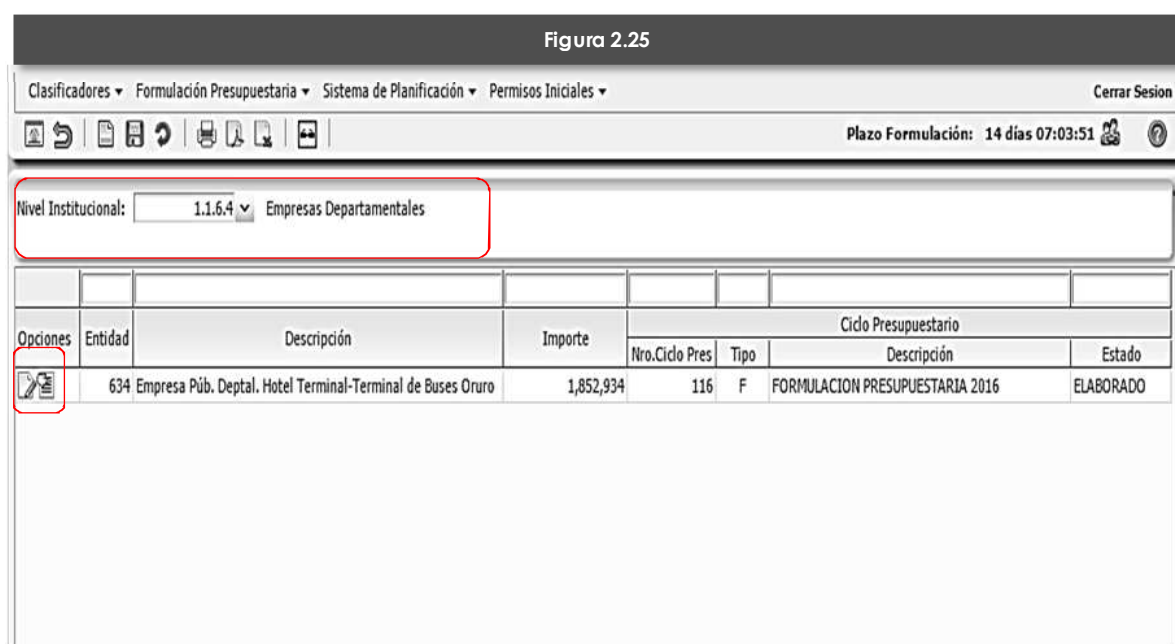 Figura 2.25
Clasificadores Formulación Presupuestaria Sistema de Planificación Permisos Iniciales Cerrar Sesion
Plazo Formulación: 14 días 07:03:51
Nivel Institucional: 1.1.6.4 Empresas Departamentales
Opciones Entidad Descripción Importe Ciclo Presupuestario
Nro.Ciclo Pres Tipo Descripción Estado
634 Empresa Púb. Deptal. Hotel Terminal-Terminal de Buses Oruro 1,852,934 116 F FORMULACION PRESUPUESTARIA 2016 ELABORADO